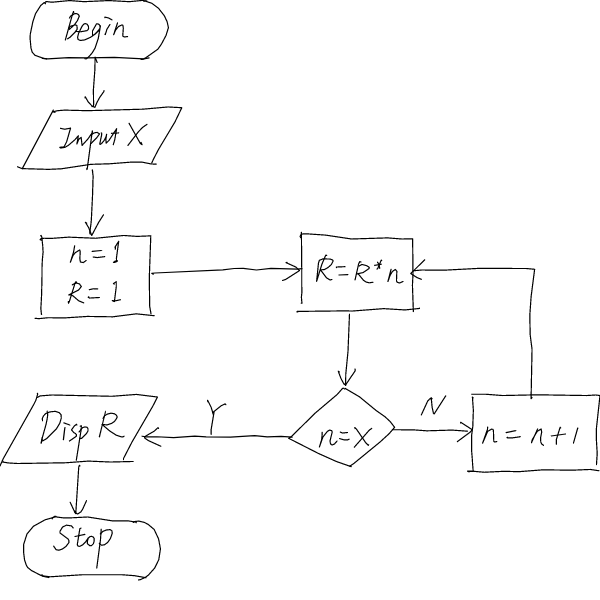 Begin
Input X
n=1
R=1
R=R*n
n=X
Y
N
n=n+1
Disp R
Stop